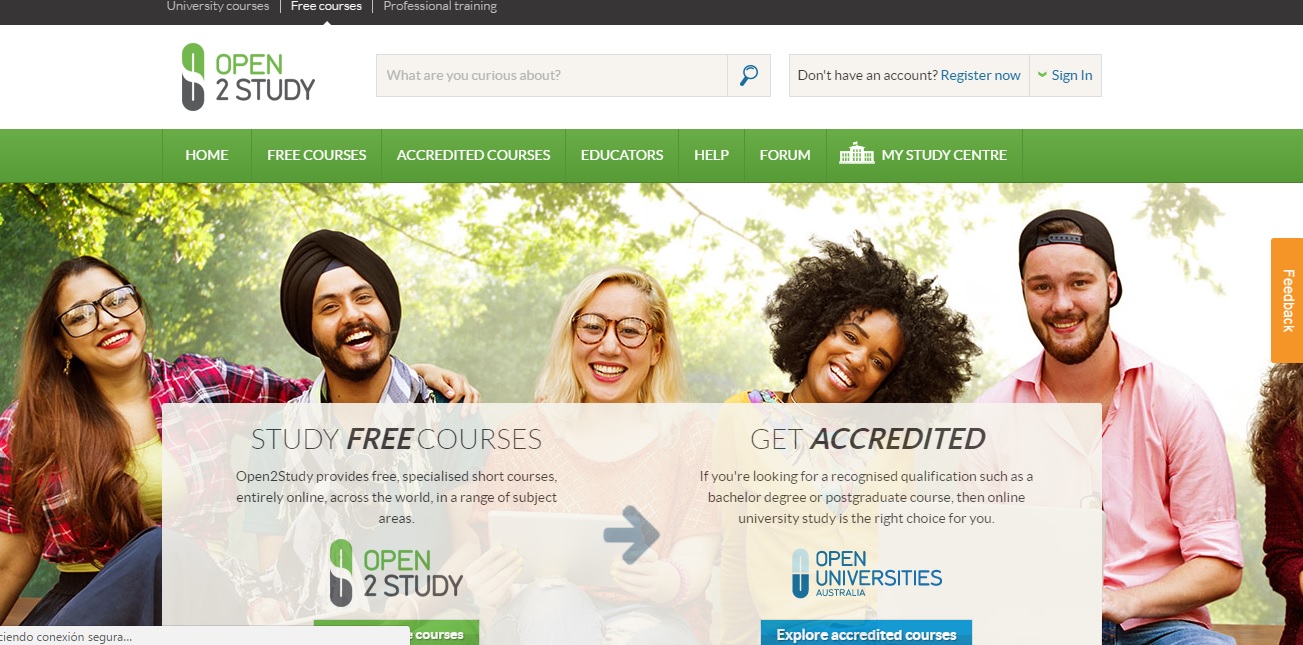 University courses
Free courses
Professional training
OPEN
2 STUDY
What are you curious about?
Don't have an account? Register now
Sign In
HOME
FREE COURSES
ACCREDITED COURSES
EDUCATORS
HELP
FORUM
MY STUDY CENTRE
Feedback
STUDY FREE COURSES
Open2Study provides free, specialised short courses,
entirely online, across the world, in a range of subject
areas.
OPEN
2 STUDY
courses
GET ACCREDITED
If you're looking for a recognised qualification such as a
bachelor degree or postgraduate course, then online
university study is the right choice for you.
OPEN
UNIVERSITIES
AUSTRALIA
Explore accredited courses
ciendo conexión segura...